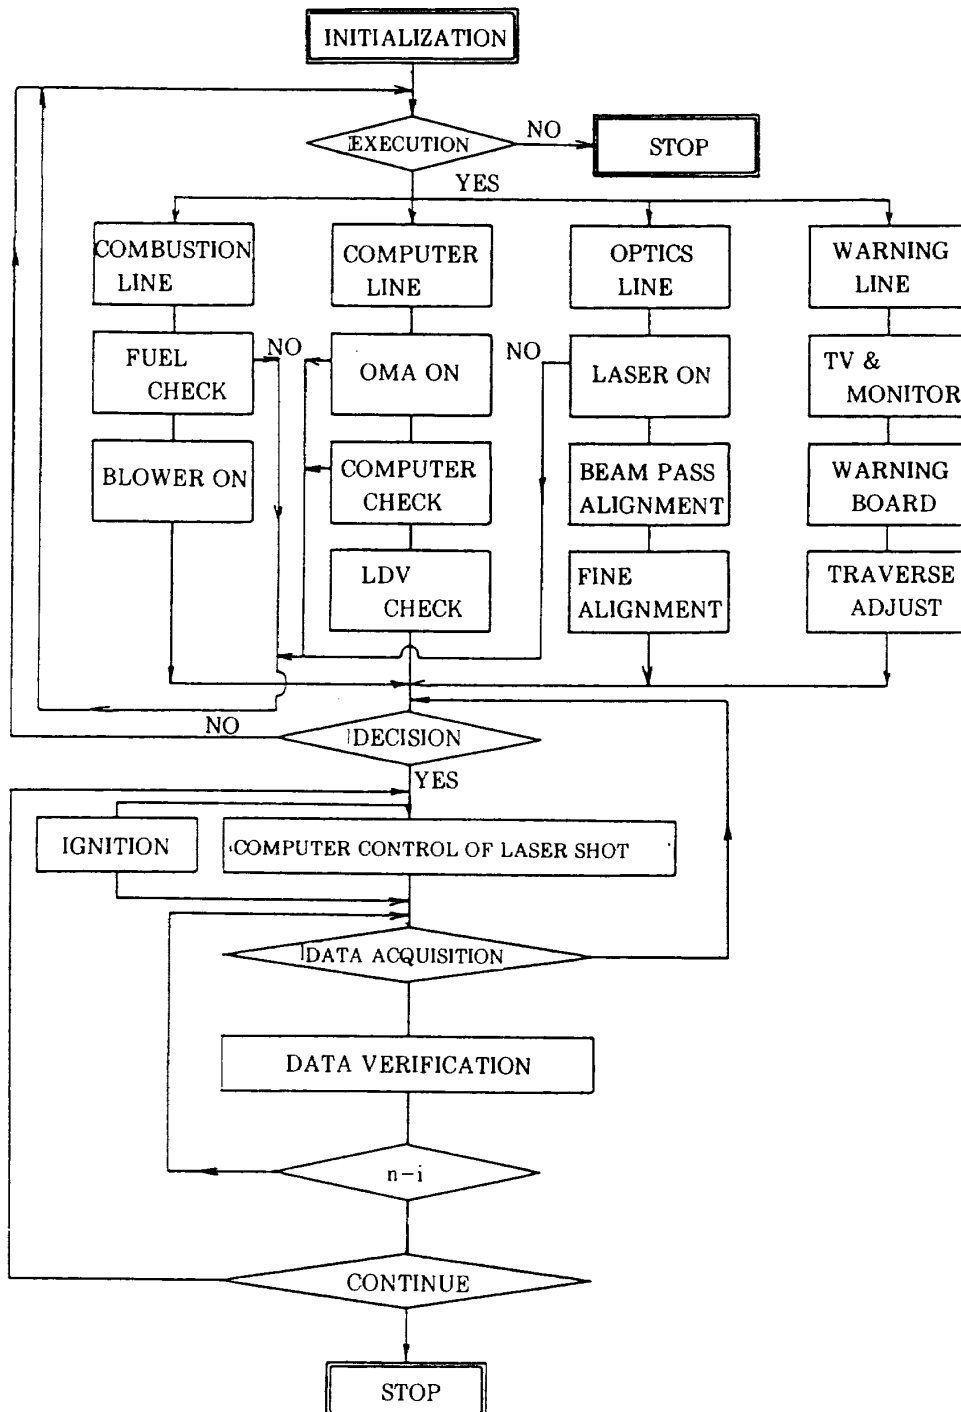 INITIALIZATION
EXECUTION
NO
STOP
YES
COMBUSTION
LINE
COMPUTER
LINE
OPTICS
LINE
WARNING
LINE
FUEL
CHECK
NO
OMA ON
NO
LASER ON
TV &
MONITOR
BLOWER ON
COMPUTER
CHECK
BEAM PASS
ALIGNMENT
WARNING
BOARD
LDV
CHECK
FINE
ALIGNMENT
TRAVERSE
ADJUST
NO
DECISION
YES
IGNITION
COMPUTER CONTROL OF LASER SHOT
DATA ACQUISITION
DATA VERIFICATION
n-i
CONTINUE
STOP